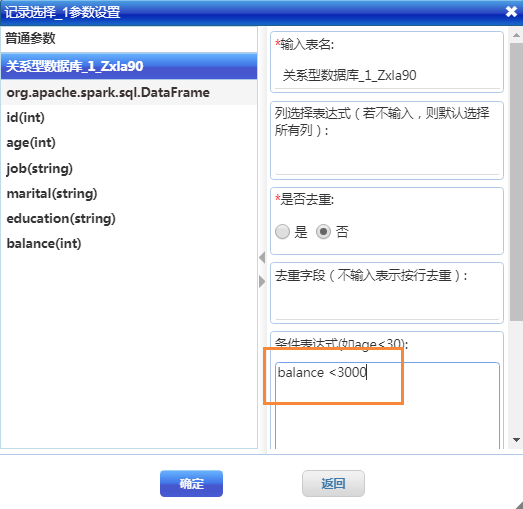 记录选择_1参数设置
普通参数
关系型数据库_1_Zxla90
org.apache.spark.sql.DataFrame
id(int)
age(int)
job(string)
marital(string)
education(string)
balance(int)
*输入表名:
关系型数据库_1_Zxla90
列选择表达式（若不输入，则默认选择
所有列）:
*是否去重:
是 否
去重字段（不输入表示按行去重）:
条件表达式(如age<30):
balance <3000
确定
返回